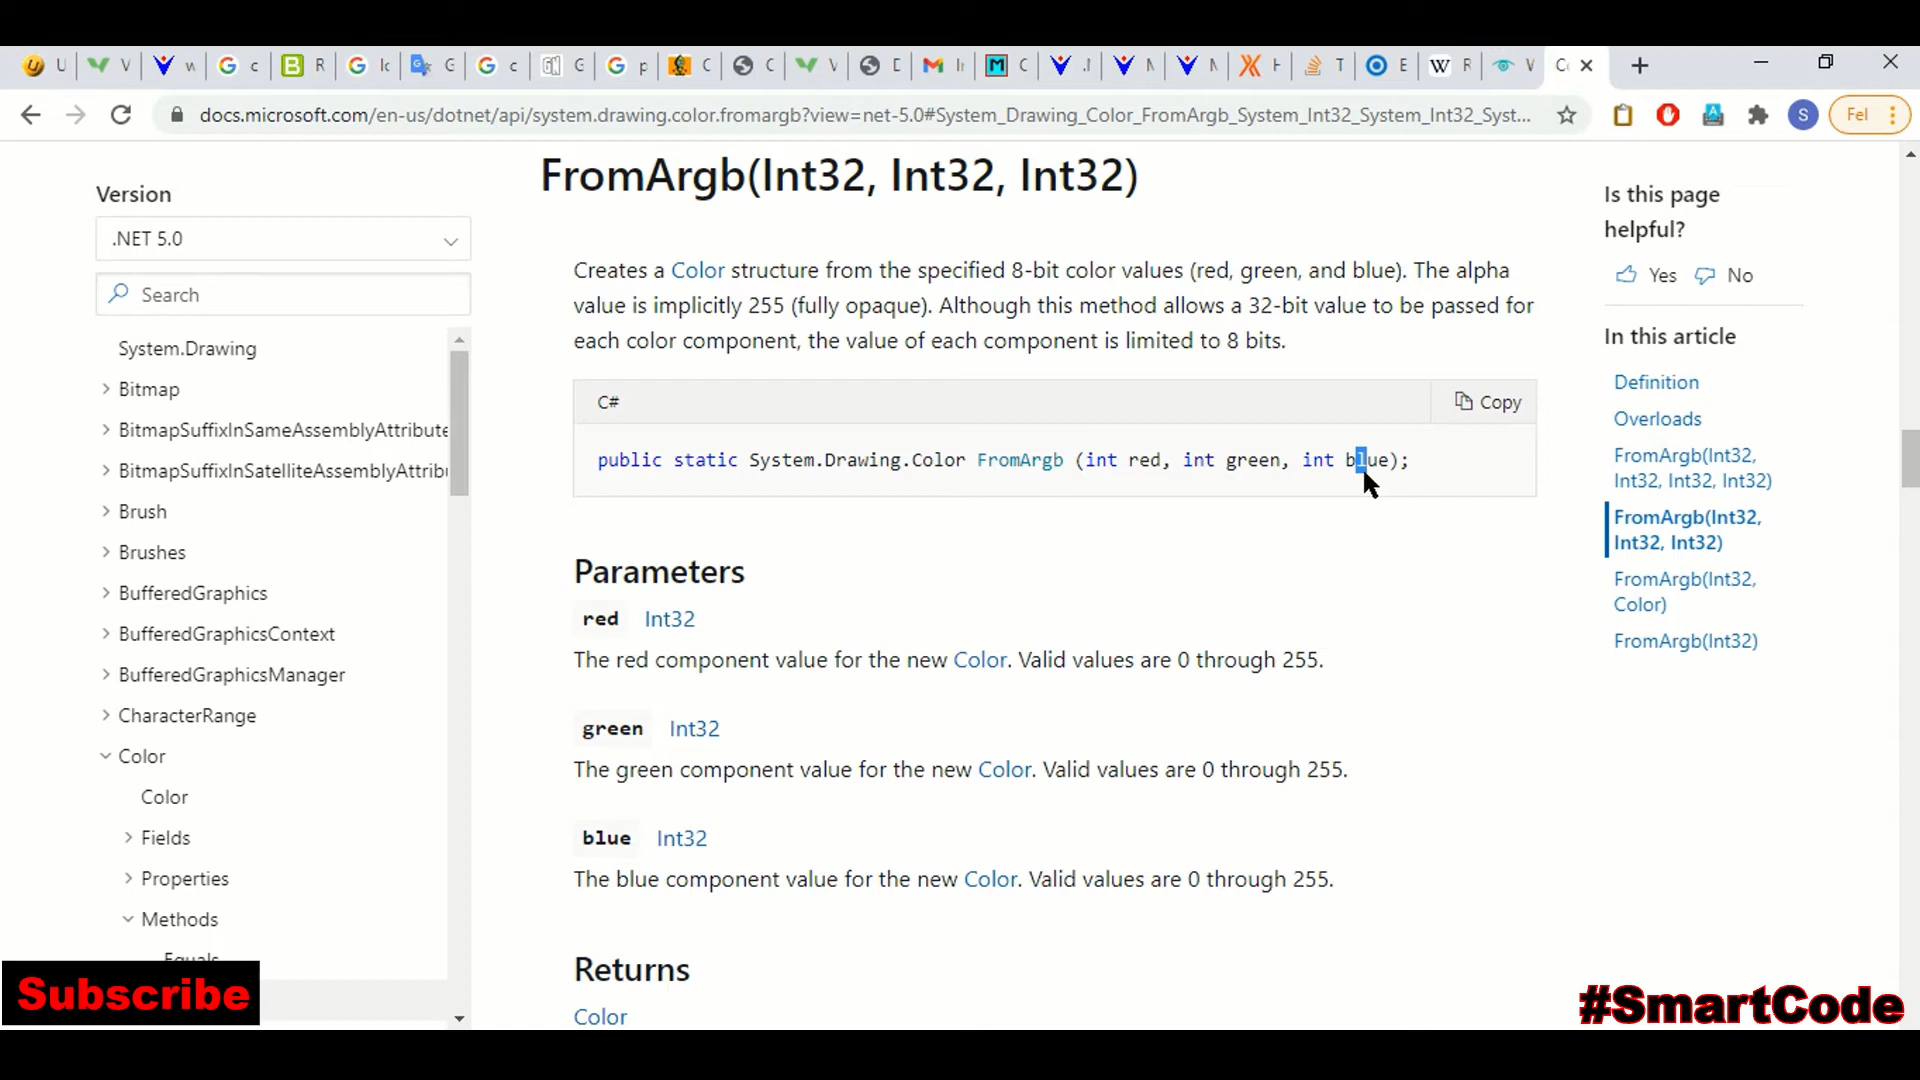 U V w c R Ic G c G p C C V D Ir C .I M M H T E R V Co
docs.microsoft.com/en-us/dotnet/api/system.drawing.color.fromargb?view=net-5.0#System_Drawing_Color_FromArgb_System_Int32_System_Int32_Syst...
S
Fel
Version
.NET 5.0
Search
System.Drawing
Bitmap
BitmapSuffixInSameAssemblyAttribute
BitmapSuffixInSatelliteAssemblyAttribu
Brush
Brushes
BufferedGraphics
BufferedGraphicsContext
BufferedGraphicsManager
CharacterRange
Color
Color
Fields
Properties
Methods
Equals
FromArgb(Int32, Int32, Int32)
Creates a Color structure from the specified 8-bit color values (red, green, and blue). The alpha
value is implicitly 255 (fully opaque). Although this method allows a 32-bit value to be passed for
each color component, the value of each component is limited to 8 bits.
C#
Copy
public static System.Drawing.Color FromArgb (int red, int green, int blue);
Parameters
red Int32
The red component value for the new Color. Valid values are 0 through 255.
green Int32
The green component value for the new Color. Valid values are 0 through 255.
blue Int32
The blue component value for the new Color. Valid values are 0 through 255.
Returns
Color
Is this page
helpful?
Yes No
In this article
Definition
Overloads
FromArgb(Int32,
Int32, Int32, Int32)
FromArgb(Int32,
Int32, Int32)
FromArgb(Int32,
Color)
FromArgb(Int32)
Subscribe
#SmartCode